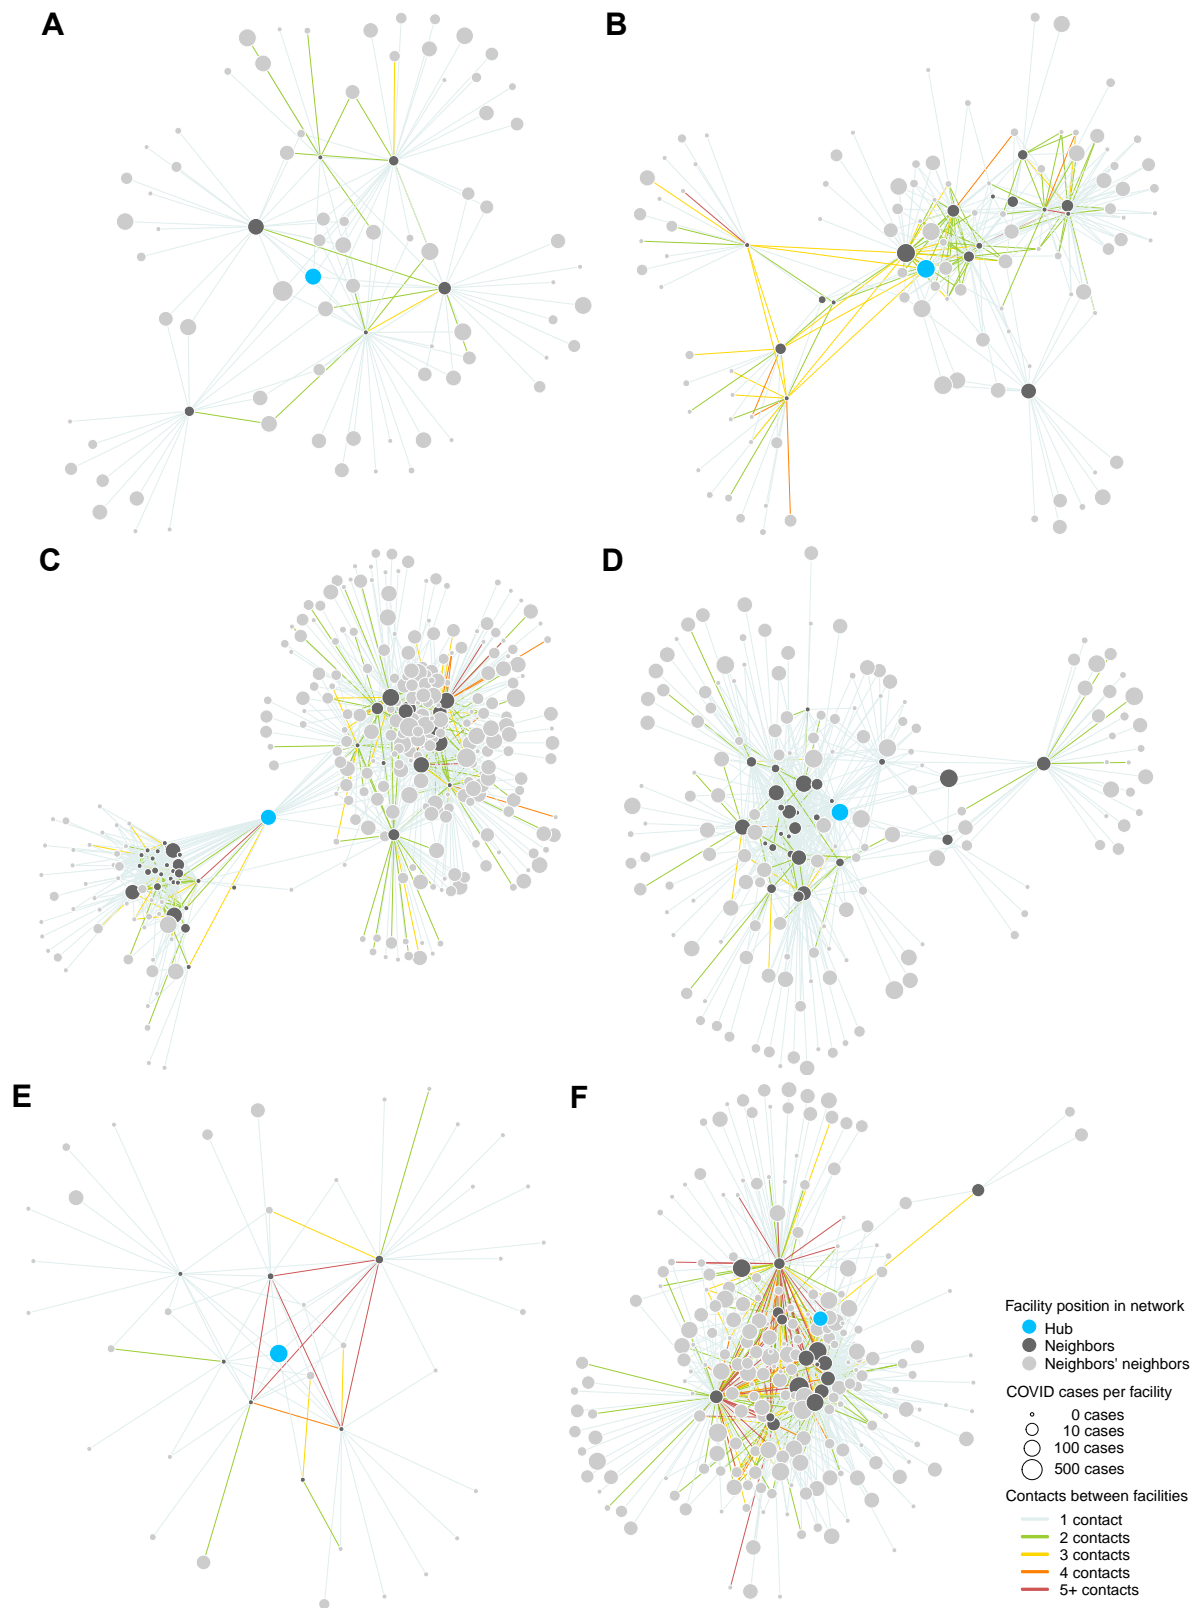 A
B
C
D
E
F
Facility position in network
Hub
Neighbors
Neighbors' neighbors
COVID cases per facility
0 cases
10 cases
100 cases
500 cases
Contacts between facilities
1 contact
2 contacts
3 contacts
4 contacts
5+ contacts